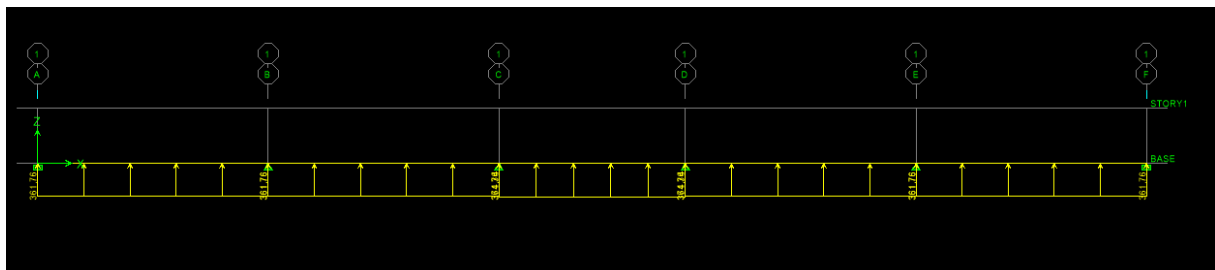 1 1 1 1 1 1
A B C D E F
STORY1
Z
X
BASE
361.76 361.76 361.76 361.76